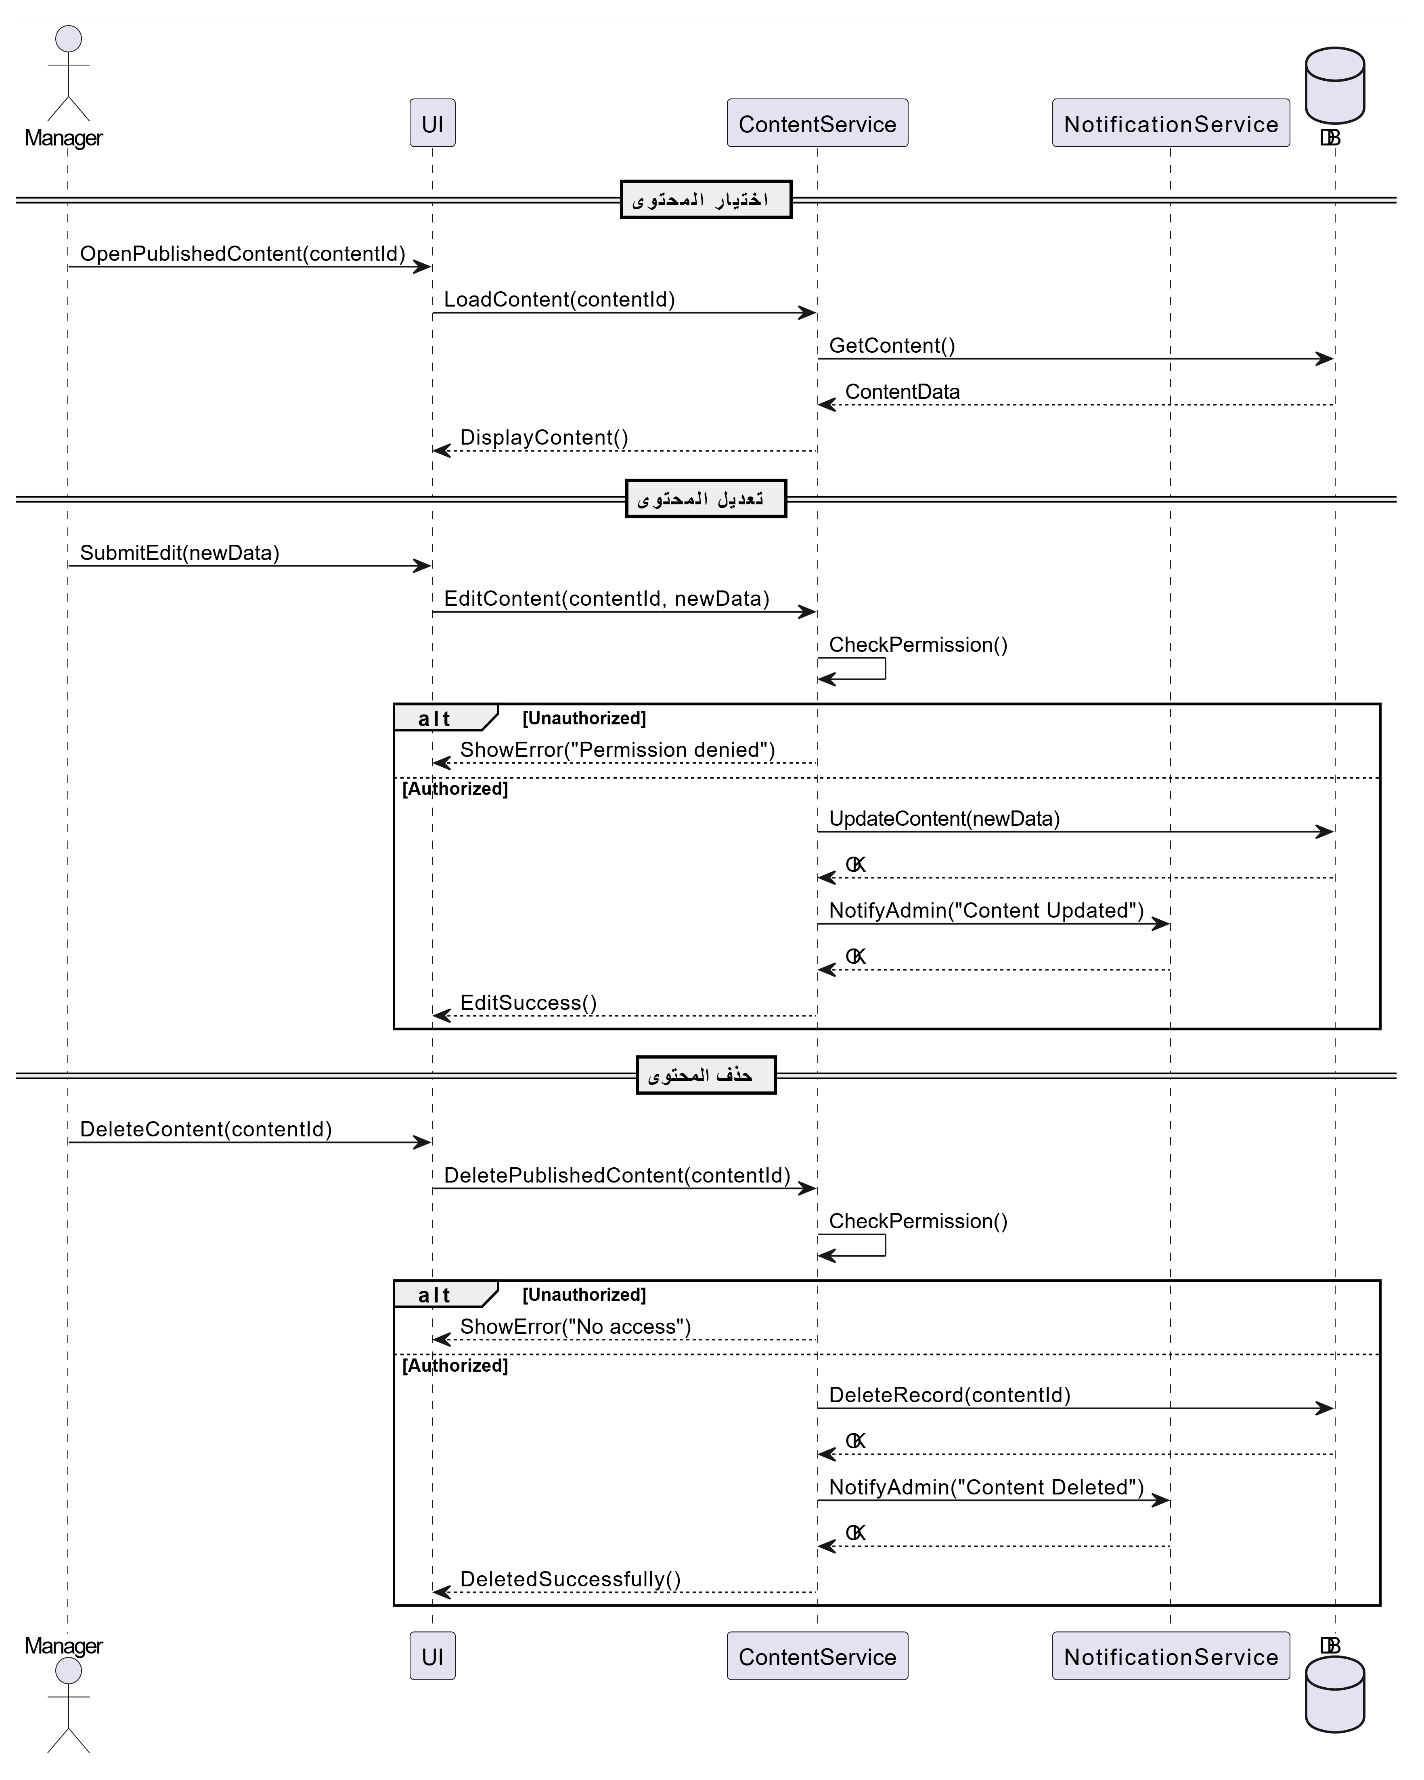 Manager
UI
ContentService
NotificationService
DB
اختيار المحتوى
OpenPublishedContent(contentId)
LoadContent(contentId)
GetContent()
ContentData
DisplayContent()
تعديل المحتوى
SubmitEdit(newData)
EditContent(contentId, newData)
CheckPermission()
alt [Unauthorized]
ShowError("Permission denied")
[Authorized]
UpdateContent(newData)
OK
NotifyAdmin("Content Updated")
OK
EditSuccess()
حذف المحتوى
DeleteContent(contentId)
DeletePublishedContent(contentId)
CheckPermission()
alt [Unauthorized]
ShowError("No access")
[Authorized]
DeleteRecord(contentId)
OK
NotifyAdmin("Content Deleted")
OK
DeletedSuccessfully()
Manager
UI
ContentService
NotificationService
DB